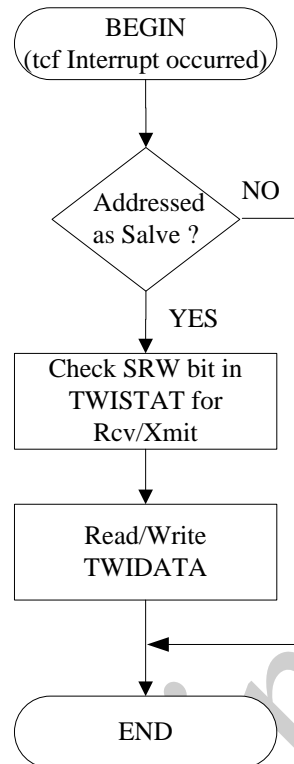 BEGIN
(tcf Interrupt occurred)
Addressed
as Salve ?
NO
YES
Check SRW bit in
TWISTAT for
Rcv/Xmit
Read/Write
TWIDATA
END